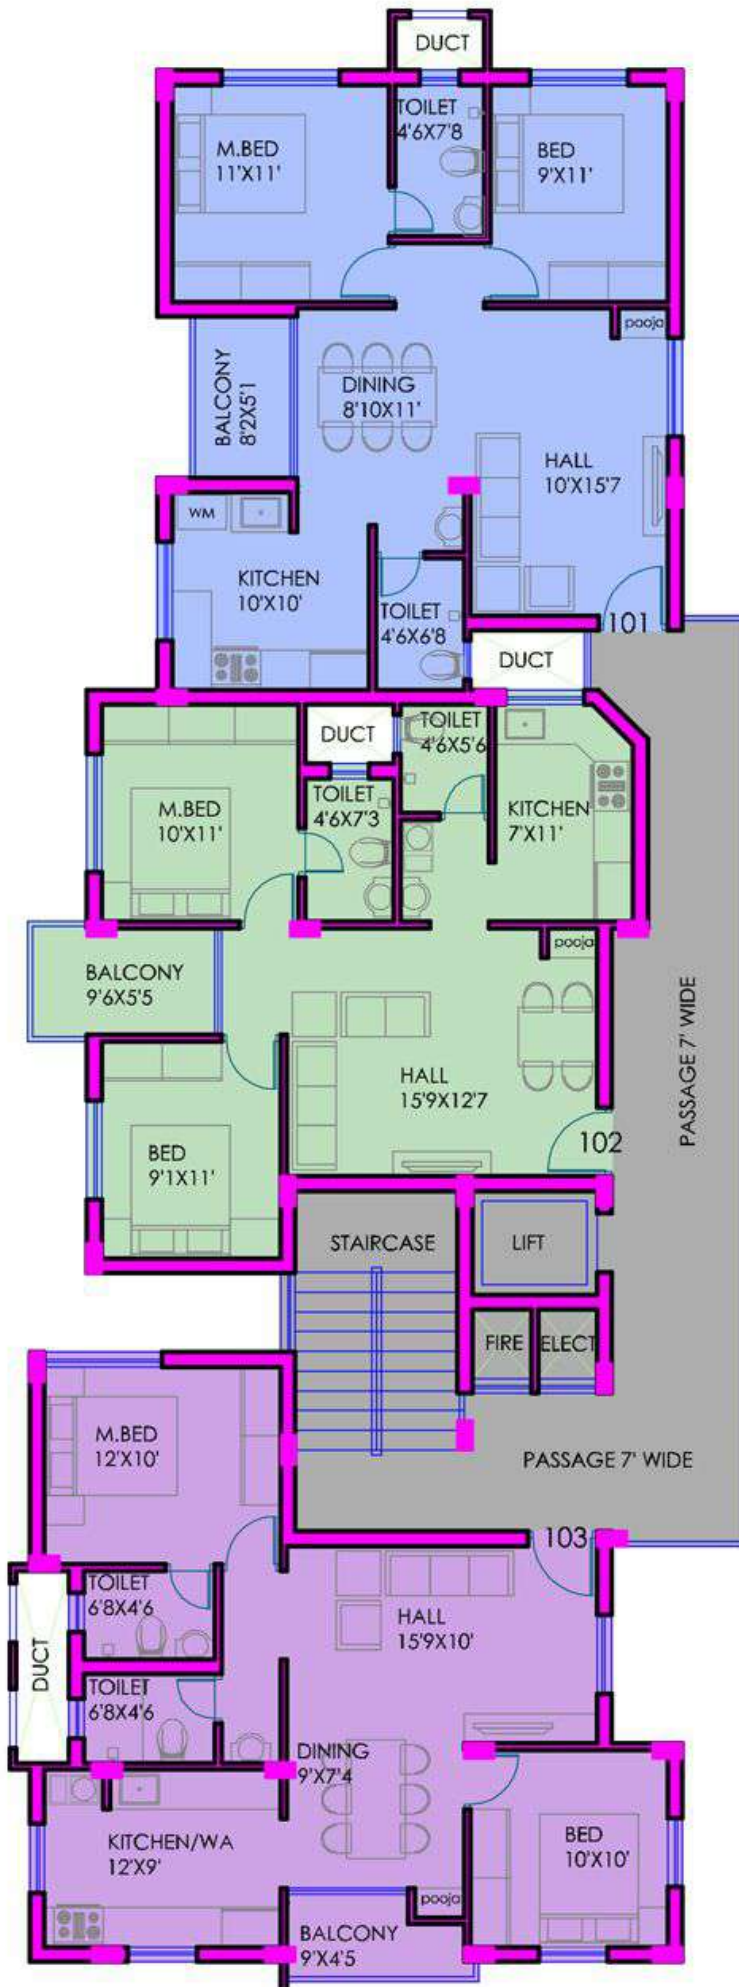 DUCT
TOILET
4'6X7'8
M.BED
11'X11'
BED
9'X11'
pooja
BALCONY
8'2X5'1
DINING
8'10X11'
HALL
10'X15'7
WM
KITCHEN
10'X10'
TOILET
4'6X6'8
101
DUCT
DUCT
TOILET
4'6X5'6
M.BED
10'X11'
TOILET
4'6X7'3
KITCHEN
7'X11'
pooja
BALCONY
9'6X5'5
PASSAGE 7' WIDE
HALL
15'9X12'7
BED
9'1X11'
102
STAIRCASE
LIFT
FIRE
ELECT
M.BED
12'X10'
PASSAGE 7' WIDE
103
TOILET
6'8X4'6
HALL
15'9X10'
DUCT
TOILET
6'8X4'6
DINING
9'X7'4
KITCHEN/WA
12'X9'
BED
10'X10'
pooja
BALCONY
9'X4'5